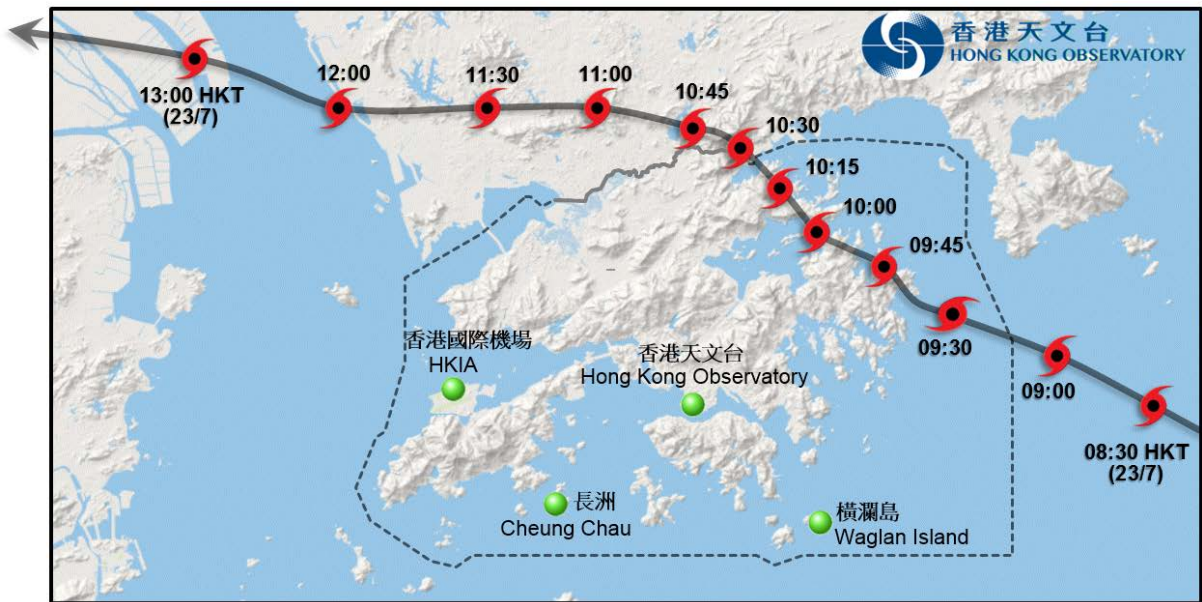 香港天文台
HONG KONG OBSERVATORY
13:00 HKT
(23/7)
12:00
11:30
11:00
10:45
10:30
10:15
10:00
09:45
09:30
09:00
08:30 HKT
(23/7)
香港國際機場
HKIA
香港天文台
Hong Kong Observatory
長洲
Cheung Chau
橫瀾島
Waglan Island